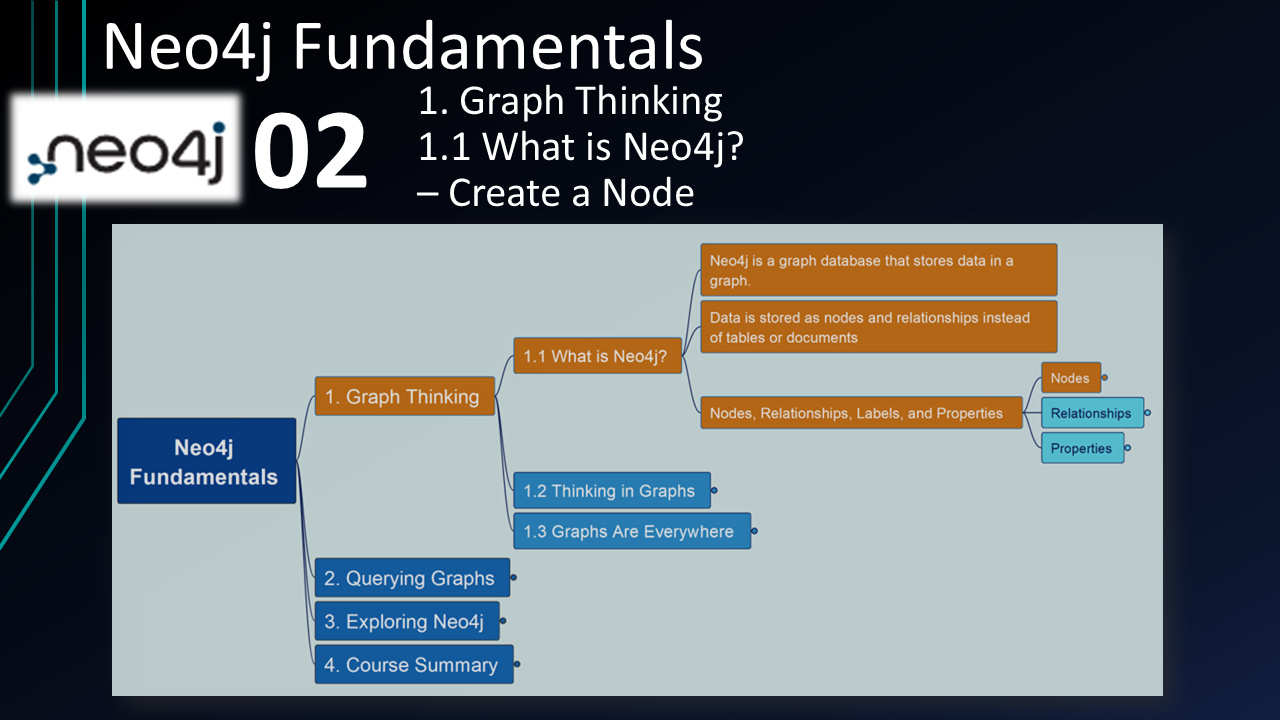 Neo4j Fundamentals
neo4j
02
1. Graph Thinking
1.1 What is Neo4j?
– Create a Node
Neo4j
Fundamentals
1. Graph Thinking
1.1 What is Neo4j?
Neo4j is a graph database that stores data in a
graph.
Data is stored as nodes and relationships instead
of tables or documents
Nodes, Relationships, Labels, and Properties
Nodes
Relationships
Properties
1.2 Thinking in Graphs
1.3 Graphs Are Everywhere
2. Querying Graphs
3. Exploring Neo4j
4. Course Summary